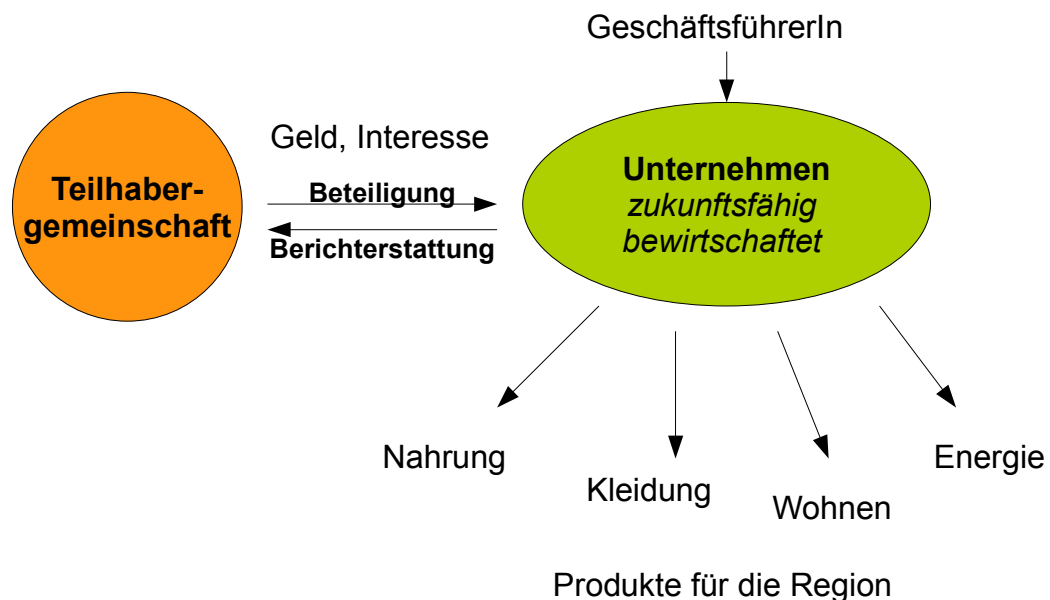 GeschäftsführerIn
Geld, Interesse
Beteiligung
Berichterstattung
Teilhaber-
gemeinschaft
Unternehmen
zukunftsfähig
bewirtschaftet
Nahrung
Kleidung
Wohnen
Energie
Produkte für die Region